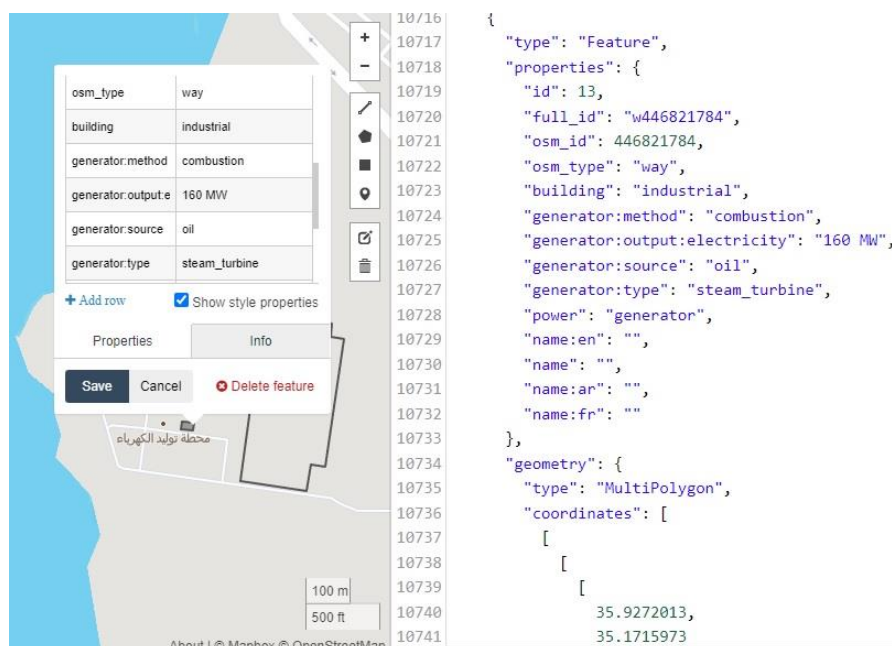 +
−
osm_type way
building industrial
generator:method combustion
generator:output:e 160 MW
generator:source oil
generator:type steam_turbine
+ Add row Show style properties
Properties Info
Save Cancel Delete feature
محطة توليد الكهرباء
100 m
500 ft
About | © Mapbox © OpenStreetMap
10716 {
10717 "type": "Feature",
10718 "properties": {
10719 "id": 13,
10720 "full_id": "w446821784",
10721 "osm_id": 446821784,
10722 "osm_type": "way",
10723 "building": "industrial",
10724 "generator:method": "combustion",
10725 "generator:output:electricity": "160 MW",
10726 "generator:source": "oil",
10727 "generator:type": "steam_turbine",
10728 "power": "generator",
10729 "name:en": "",
10730 "name": "",
10731 "name:ar": "",
10732 "name:fr": ""
10733 },
10734 "geometry": {
10735 "type": "MultiPolygon",
10736 "coordinates": [
10737 [
10738 [
10739 [
10740 35.9272013,
10741 35.1715973